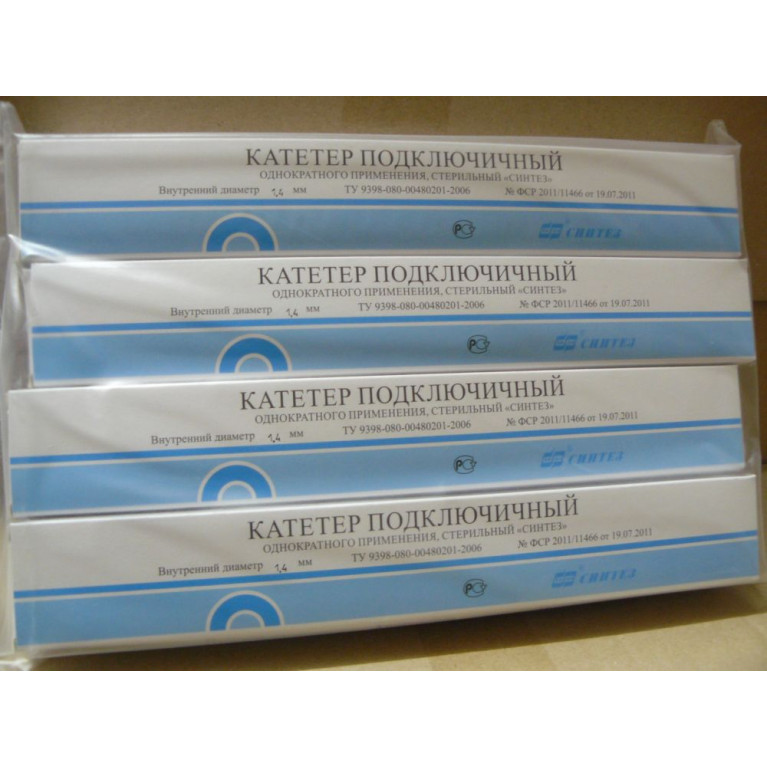 КАТЕТЕР ПОДКЛЮЧИЧНЫЙ
ОДНОКРАТНОГО ПРИМЕНЕНИЯ, СТЕРИЛЬНЫЙ «СИНТЕЗ»
Внутренний диаметр 1,4 мм ТУ 9398-080-00480201-2006 № ФСР 2011/11466 от 19.07.2011
РСТ ® СИНТЕЗ
КАТЕТЕР ПОДКЛЮЧИЧНЫЙ
ОДНОКРАТНОГО ПРИМЕНЕНИЯ, СТЕРИЛЬНЫЙ «СИНТЕЗ»
Внутренний диаметр 1,4 мм ТУ 9398-080-00480201-2006 № ФСР 2011/11466 от 19.07.2011
РСТ ® СИНТЕЗ
КАТЕТЕР ПОДКЛЮЧИЧНЫЙ
ОДНОКРАТНОГО ПРИМЕНЕНИЯ, СТЕРИЛЬНЫЙ «СИНТЕЗ»
Внутренний диаметр 1,4 мм ТУ 9398-080-00480201-2006 № ФСР 2011/11466 от 19.07.2011
РСТ ® СИНТЕЗ
КАТЕТЕР ПОДКЛЮЧИЧНЫЙ
ОДНОКРАТНОГО ПРИМЕНЕНИЯ, СТЕРИЛЬНЫЙ «СИНТЕЗ»
Внутренний диаметр 1,4 мм ТУ 9398-080-00480201-2006 № ФСР 2011/11466 от 19.07.2011
РСТ ® СИНТЕЗ